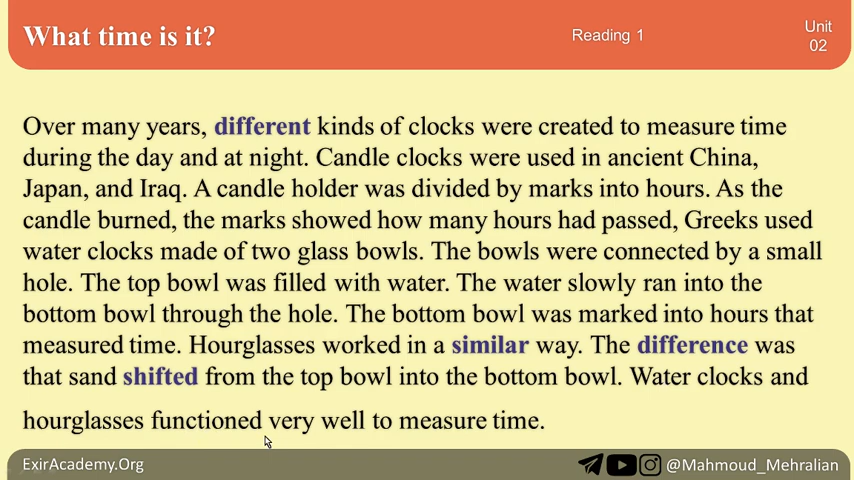 What time is it?
Reading 1
Unit
02
Over many years, different kinds of clocks were created to measure time
during the day and at night. Candle clocks were used in ancient China,
Japan, and Iraq. A candle holder was divided by marks into hours. As the
candle burned, the marks showed how many hours had passed, Greeks used
water clocks made of two glass bowls. The bowls were connected by a small
hole. The top bowl was filled with water. The water slowly ran into the
bottom bowl through the hole. The bottom bowl was marked into hours that
measured time. Hourglasses worked in a similar way. The difference was
that sand shifted from the top bowl into the bottom bowl. Water clocks and
hourglasses functioned very well to measure time.
ExirAcademy.Org
@Mahmoud_Mehralian